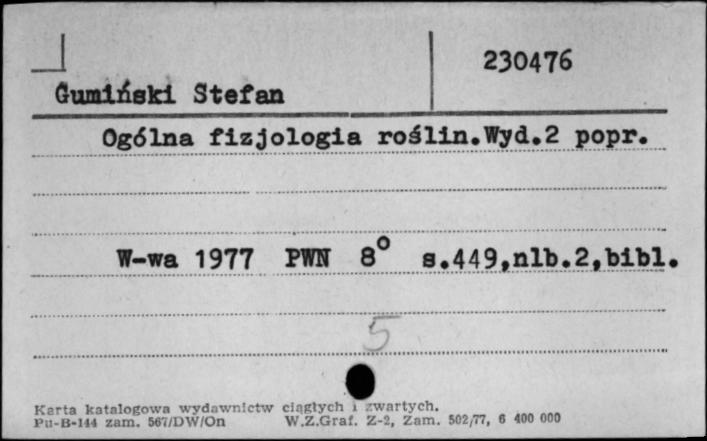 230476
Gumiński Stefan
Ogólna fizjologia roślin.Wyd.2 popr.
W-wa 1977 PWN 8° s.449,nlb.2,bibl.
5
Karta katalogowa wydawnictw ciągłych i zwartych.
Pu-B-144 zam. 567/DW/On W.Z.Graf. Z-2, Zam. 502/77, 6 400 000